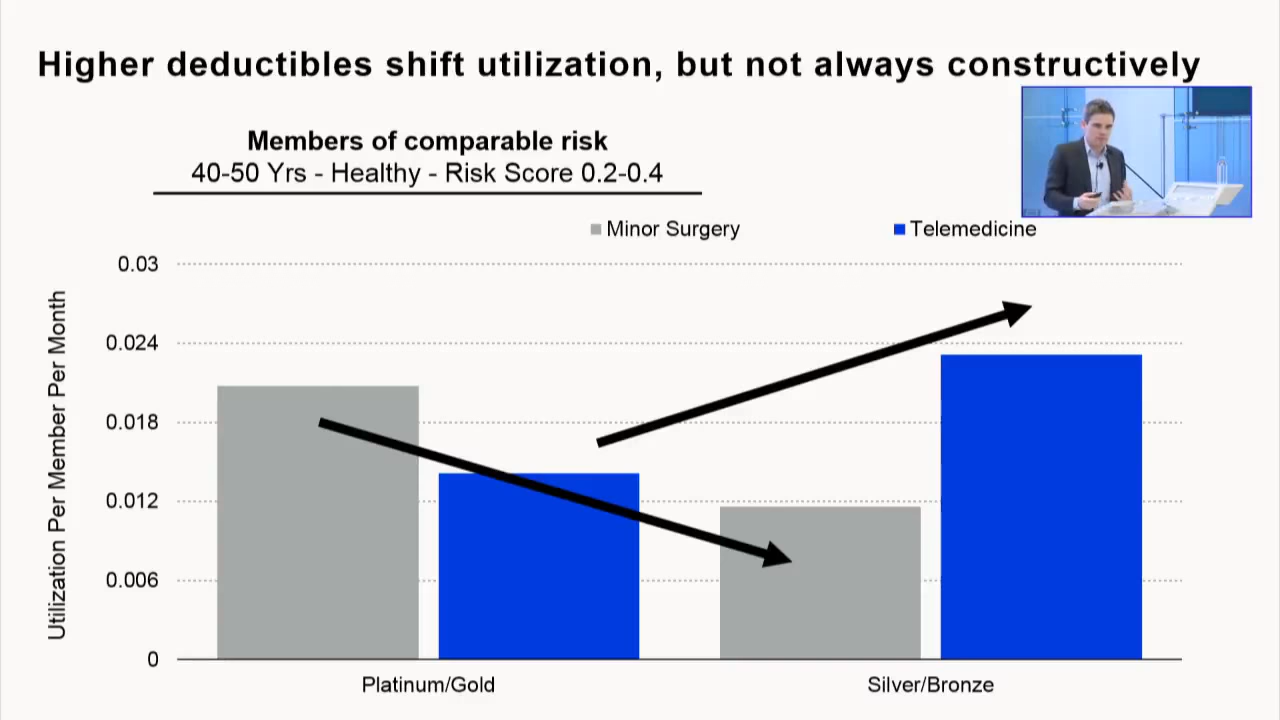 Higher deductibles shift utilization, but not always constructively
Members of comparable risk
40-50 Yrs - Healthy - Risk Score 0.2-0.4
Minor Surgery
Telemedicine
Utilization Per Member Per Month
0.03
0.024
0.018
0.012
0.006
0
Platinum/Gold
Silver/Bronze